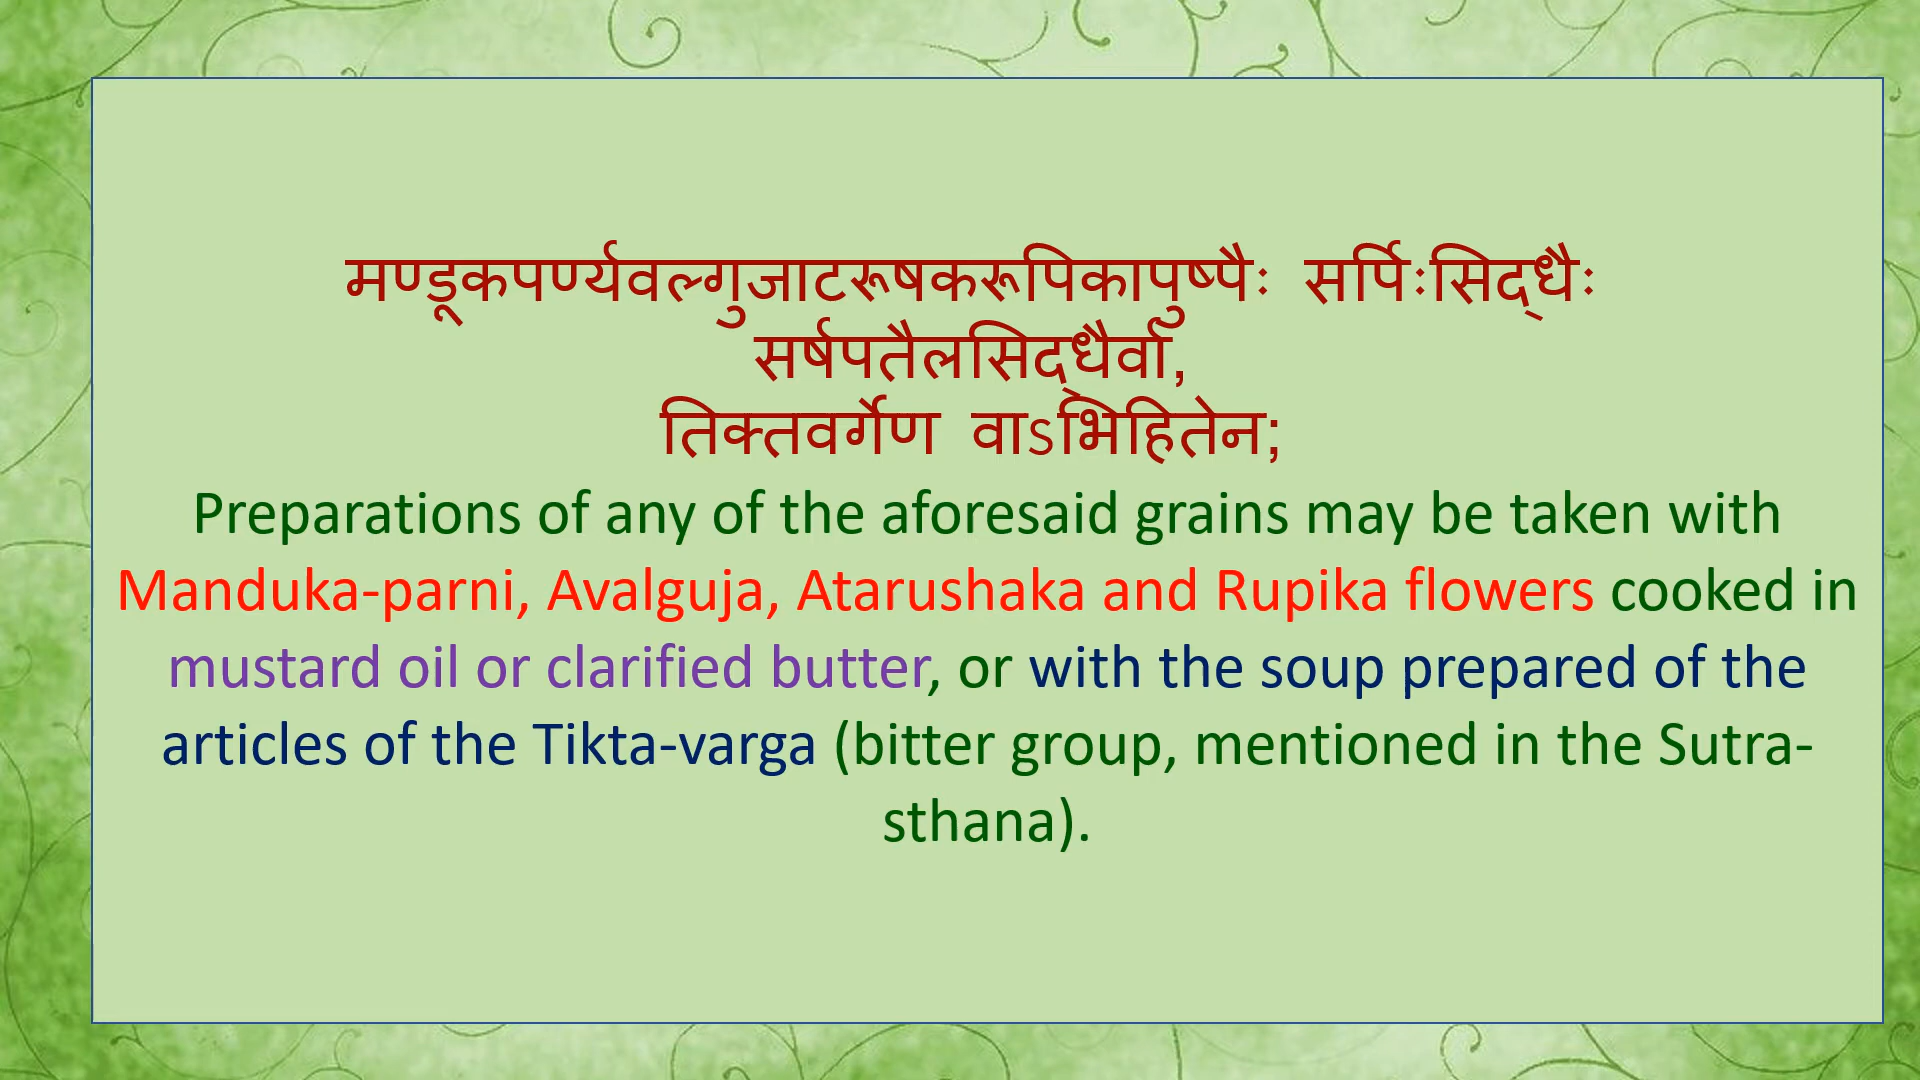 मण्डूकपर्ण्यवल्गुजाटरूषकरूपिकापुष्पैः सर्पिःसिद्धैः
सर्षपतैलसिद्धैर्वा,
तिक्तवर्गेण वाऽभिहितेन;
Preparations of any of the aforesaid grains may be taken with
Manduka-parni, Avalguja, Atarushaka and Rupika flowers cooked in
mustard oil or clarified butter, or with the soup prepared of the
articles of the Tikta-varga (bitter group, mentioned in the Sutra-
sthana).